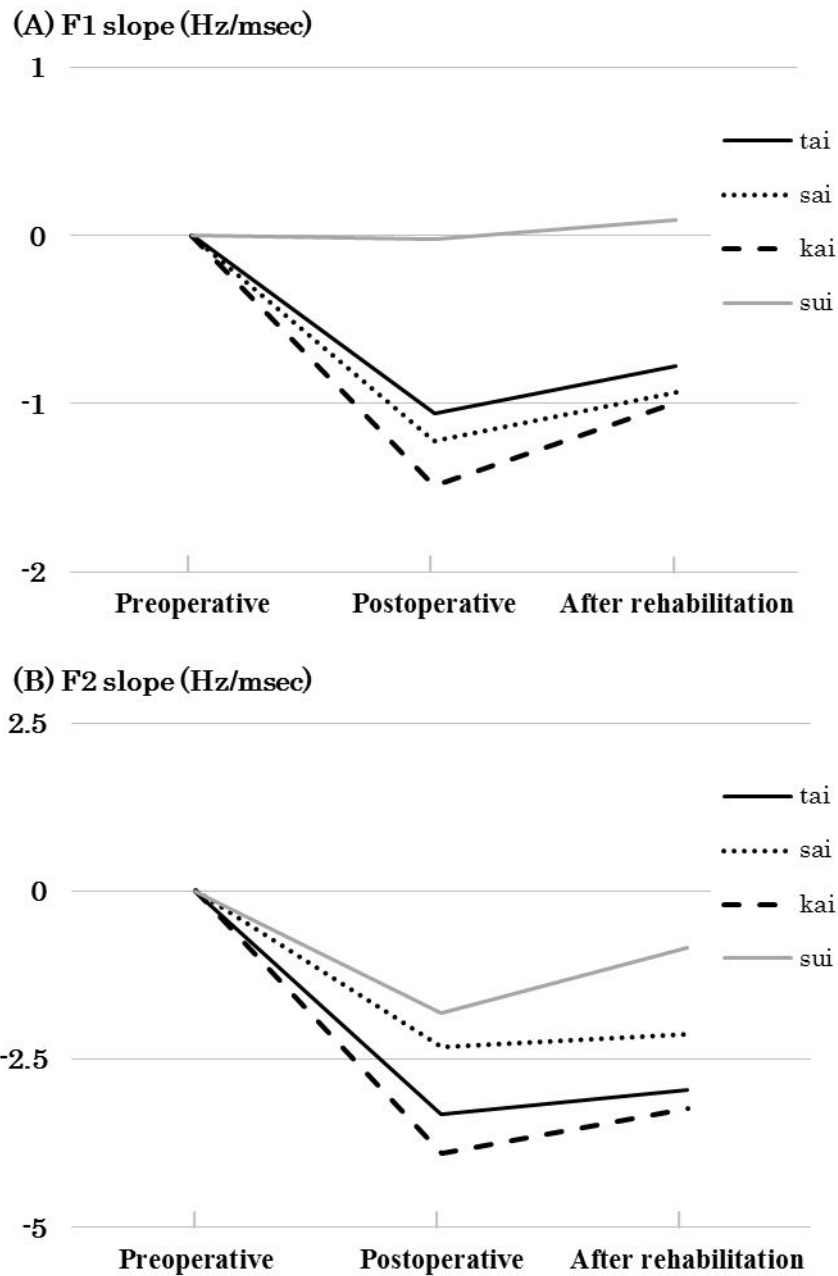 (A) F1 slope (Hz/msec)
1
tai
sai
0
kai
sui
-1
-2
Preoperative Postoperative After rehabilitation
(B) F2 slope (Hz/msec)
2.5
tai
sai
0
kai
sui
-2.5
-5
Preoperative Postoperative After rehabilitation